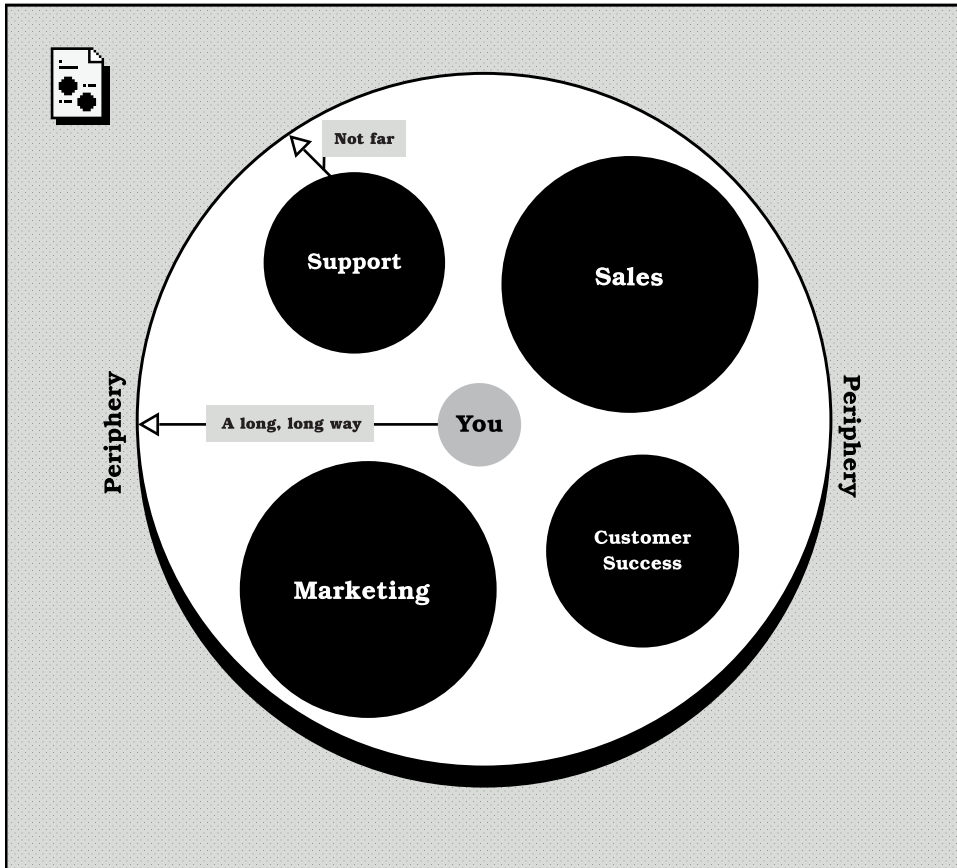 Not far
Support
Sales
Periphery
Periphery
A long, long way
You
Customer
Success
Marketing